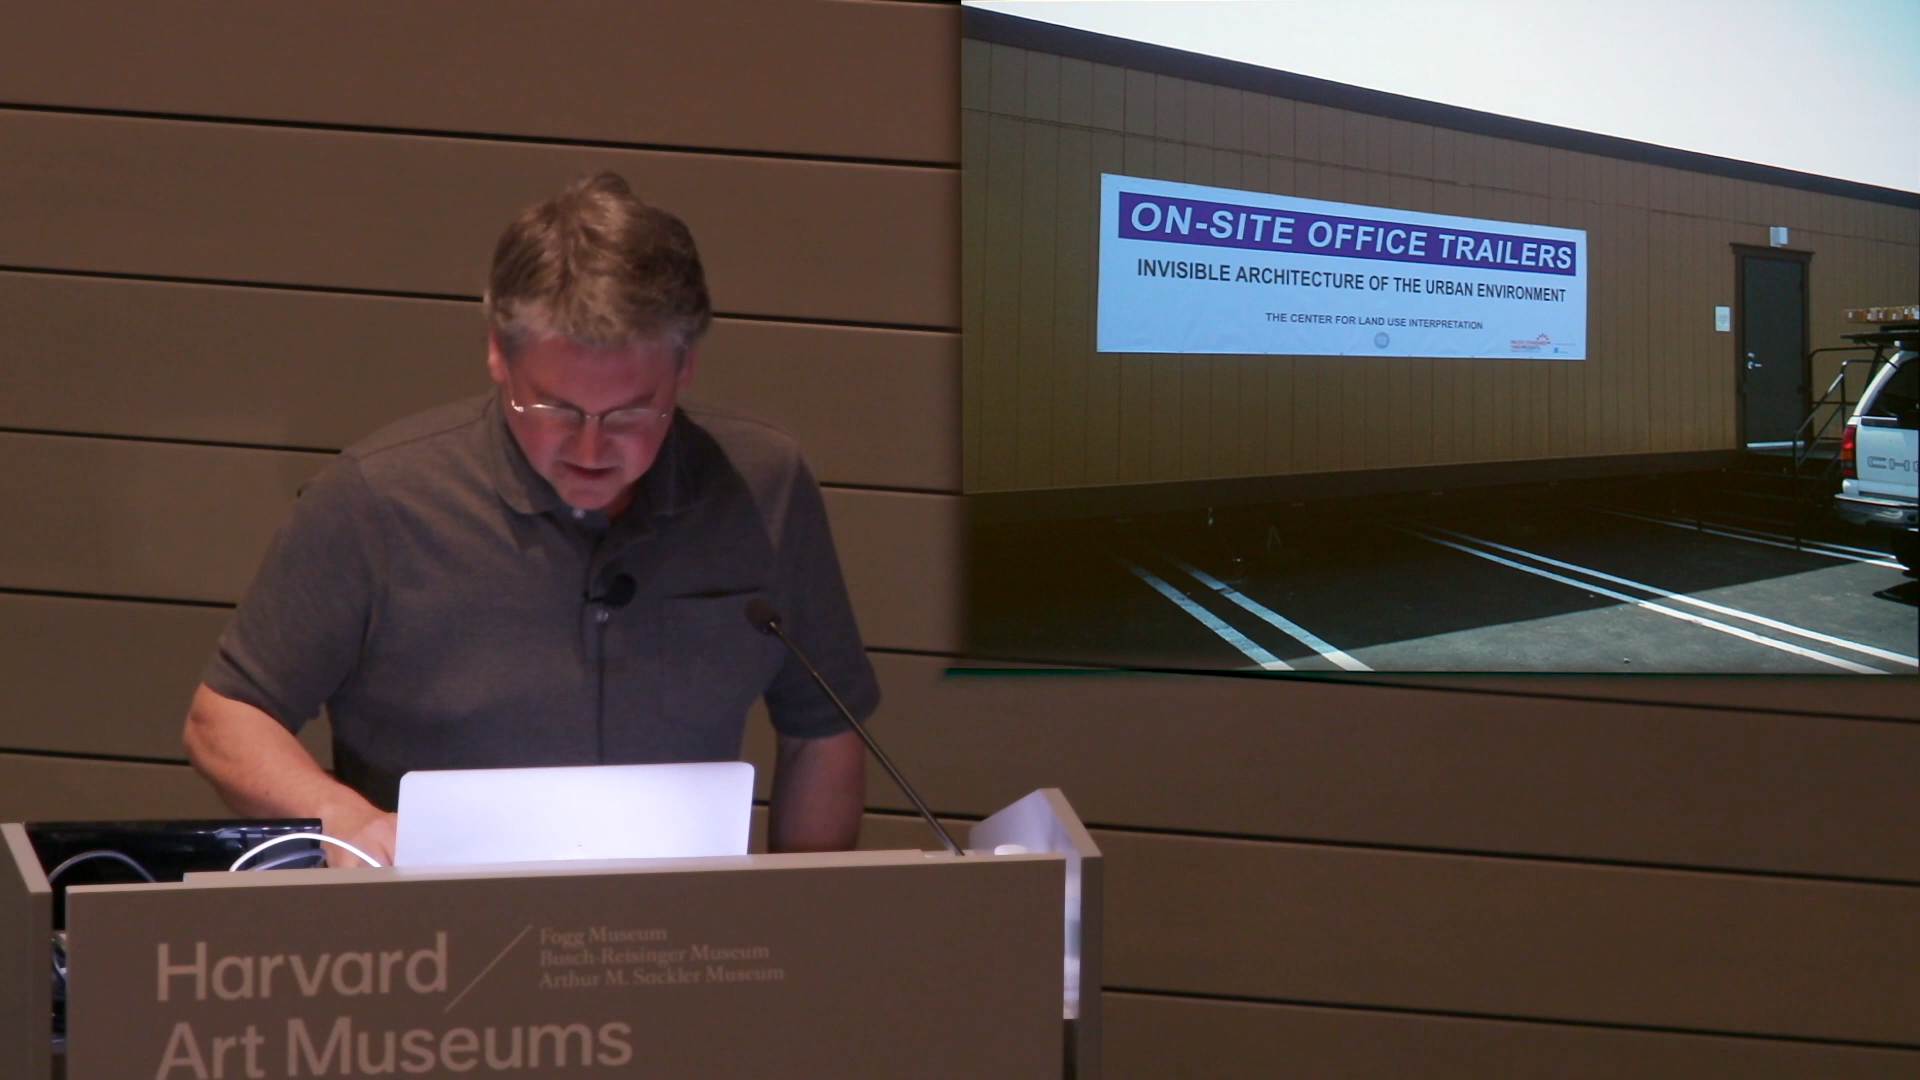 ON-SITE OFFICE TRAILERS
INVISIBLE ARCHITECTURE OF THE URBAN ENVIRONMENT
THE CENTER FOR LAND USE INTERPRETATION
CH
Harvard
Art Museums
Fogg Museum
Busch-Reisinger Museum
Arthur M. Sackler Museum